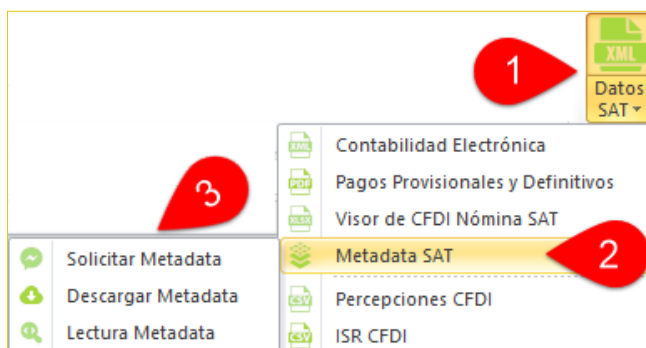 1
XML
Datos
SAT
XML Contabilidad Electrónica
PDF Pagos Provisionales y Definitivos
XLSX Visor de CFDI Nómina SAT
3
Metadata SAT
2
Solicitar Metadata
Descargar Metadata
CSV Percepciones CFDI
Lectura Metadata
CSV ISR CFDI